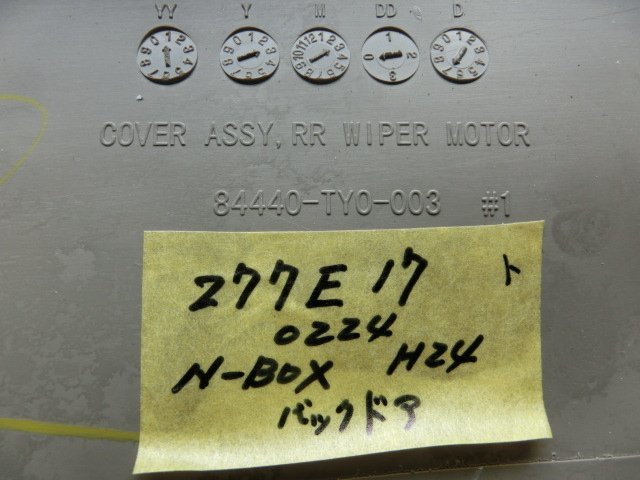 YY Y M DD D
COVER ASSY, RR WIPER MOTOR
84440-TY0-003 #1
277E 17 ト
0224
N-BOX H24
バックドア